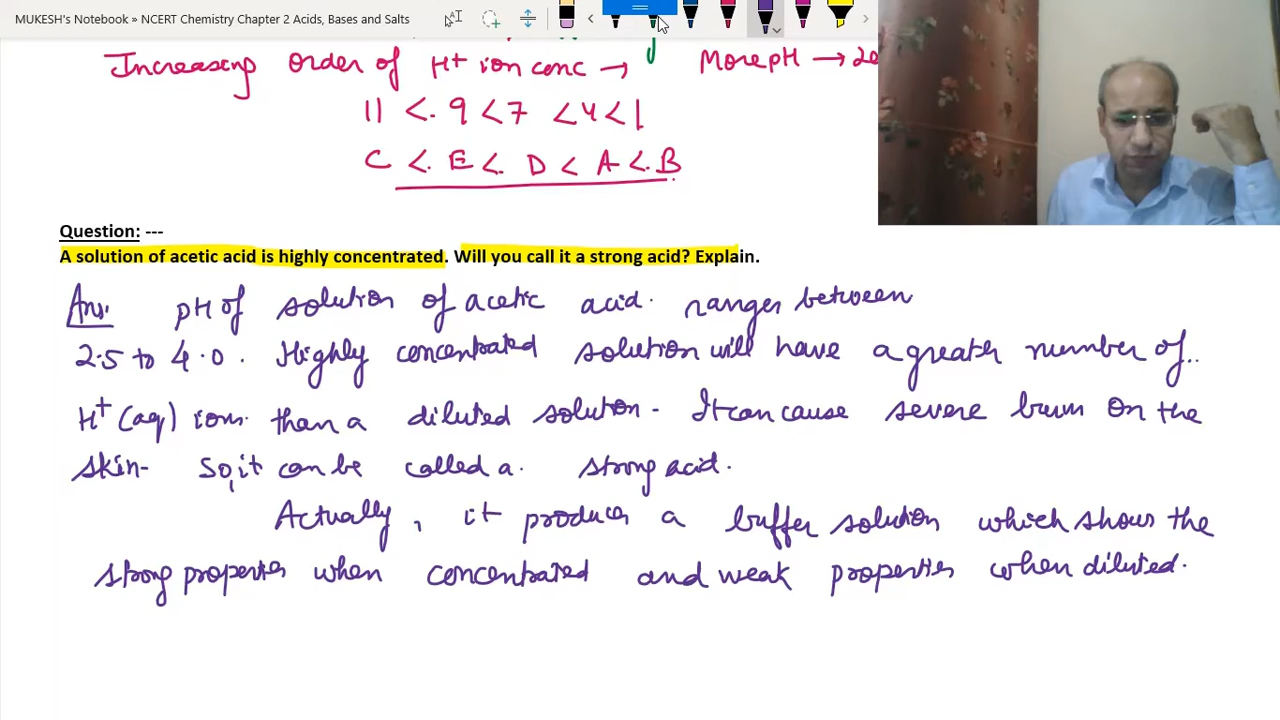 MUKESH's Notebook » NCERT Chemistry Chapter 2 Acids, Bases and Salts
Increasing Order of H+ ion conc → More pH →
11 < 9 < 7 < 4 < 1
C < E < D < A < B
Question: ---
A solution of acetic acid is highly concentrated. Will you call it a strong acid? Explain.
Ans. pH of solution of acetic acid ranges between
2.5 to 4.0. Highly concentrated solution will have a greater number of
H+ (aq) ions than a diluted solution. It can cause severe burn on the
skin. So, it can be called a strong acid.
Actually, it produces a buffer solution which shows the
strong properties when concentrated and weak properties when diluted.